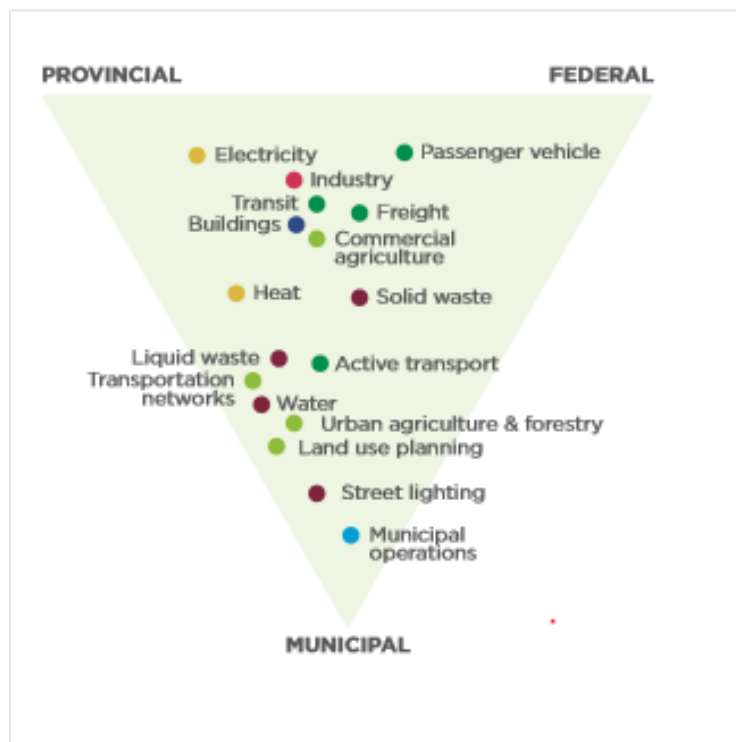 PROVINCIAL
FEDERAL
Electricity
Passenger vehicle
Industry
Transit
Freight
Buildings
Commercial
agriculture
Heat
Solid waste
Liquid waste
Active transport
Transportation
networks
Water
Urban agriculture & forestry
Land use planning
Street lighting
Municipal
operations
MUNICIPAL